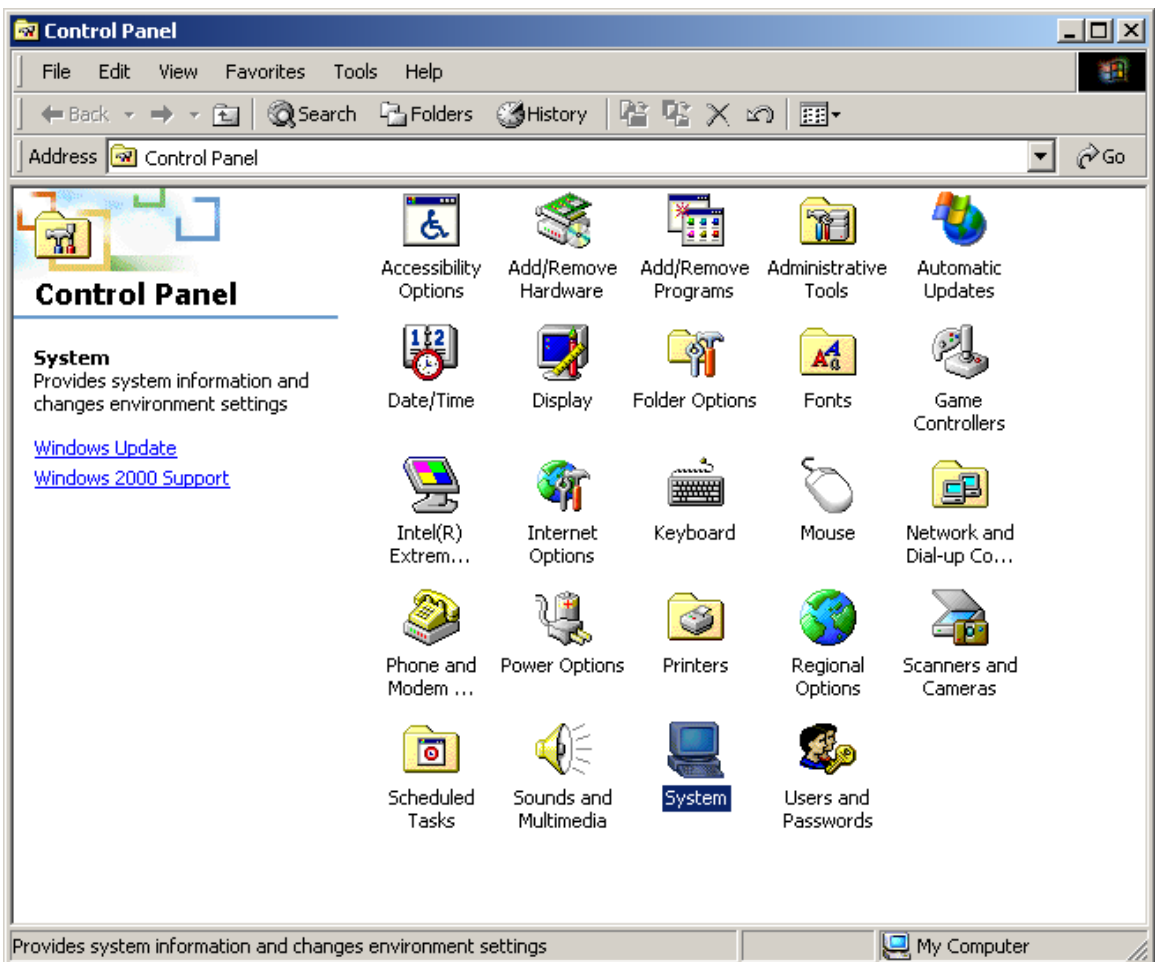 Control Panel
File Edit View Favorites Tools Help
Back Search Folders History
Address Control Panel Go
Control Panel
System
Provides system information and
changes environment settings
Windows Update
Windows 2000 Support
Accessibility
Options
Add/Remove
Hardware
Add/Remove
Programs
Administrative
Tools
Automatic
Updates
Date/Time
Display
Folder Options
Fonts
Game
Controllers
Intel(R)
Extrem...
Internet
Options
Keyboard
Mouse
Network and
Dial-up Co...
Phone and
Modem ...
Power Options
Printers
Regional
Options
Scanners and
Cameras
Scheduled
Tasks
Sounds and
Multimedia
System
Users and
Passwords
Provides system information and changes environment settings
My Computer